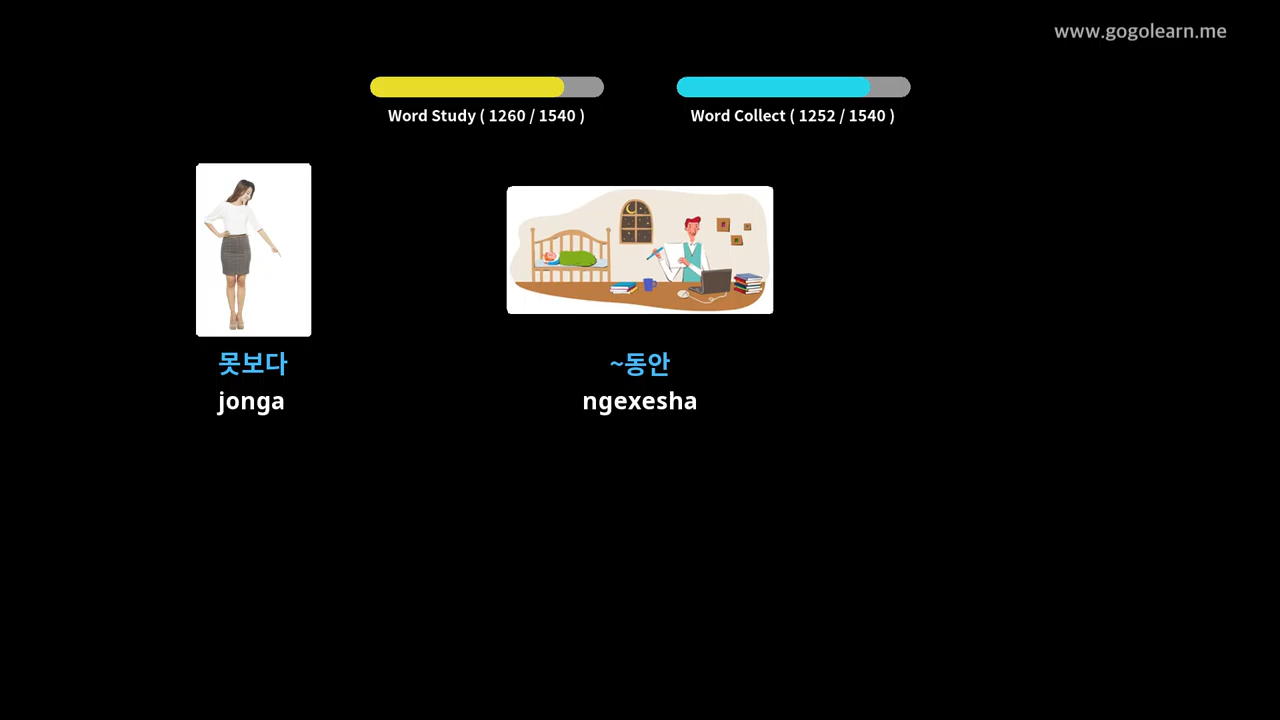 www.gogolearn.me
Word Study ( 1260 / 1540 )
Word Collect ( 1252 / 1540 )
못보다
jonga
~동안
ngexesha